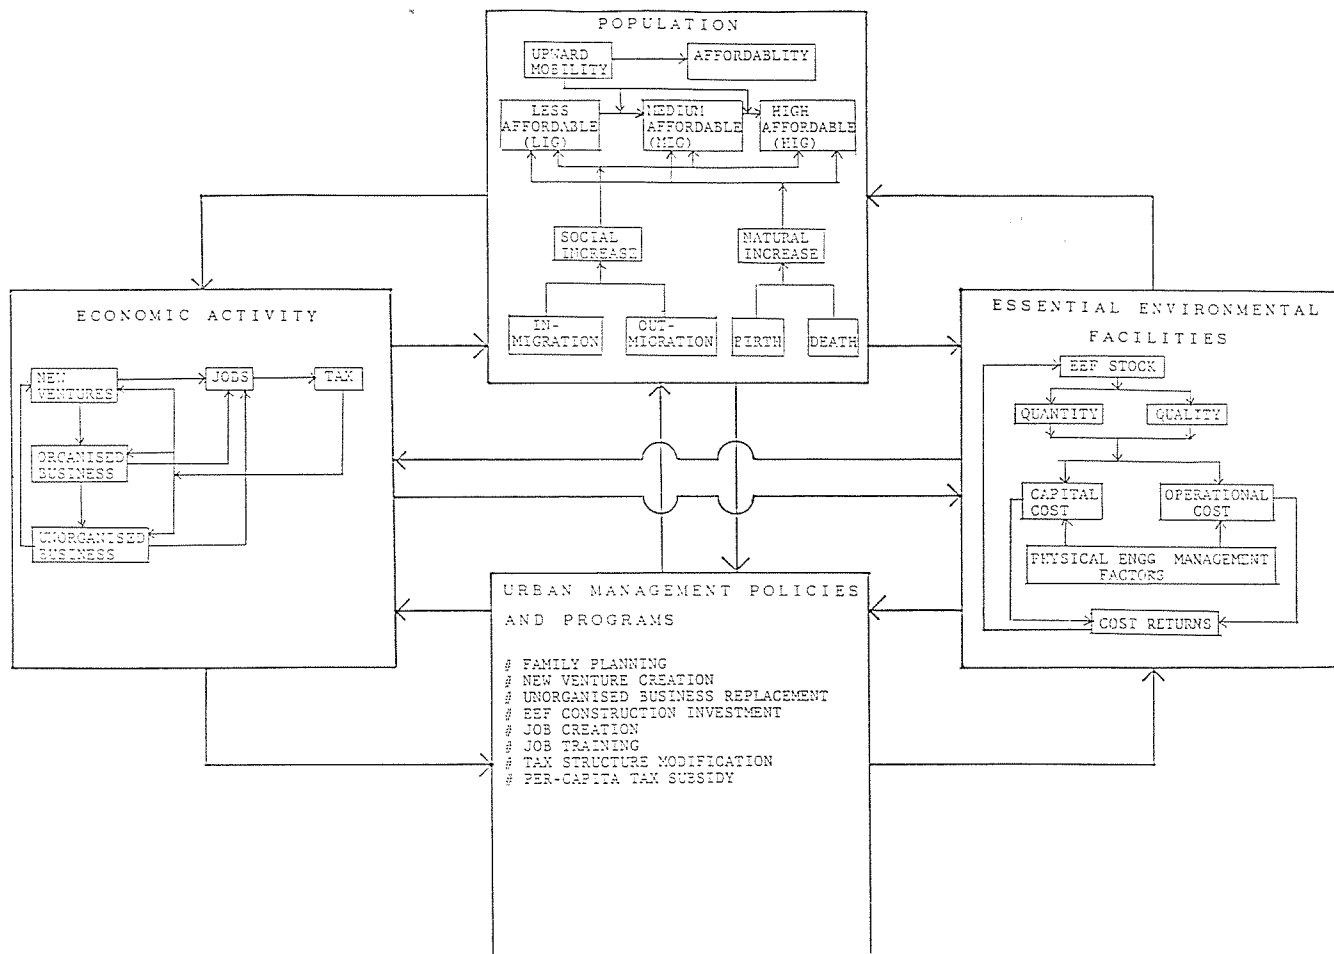 POPULATION
UPWARD
MOBILITY
AFFORDABLITY
LESS
AFFORDABLE
(LIG)
MEDIUM
AFFORDABLE
(MIG)
HIGH
AFFORDABLE
(HIG)
SOCIAL
INCREASE
NATURAL
INCREASE
IN-
MIGRATION
OUT-
MIGRATION
BIRTH
DEATH
ECONOMIC ACTIVITY
NEW
VENTURES
JOBS
TAX
ORGANISED
BUSINESS
UNORGANISED
BUSINESS
ESSENTIAL ENVIRONMENTAL
FACILITIES
EEF STOCK
QUANTITY
QUALITY
CAPITAL
COST
OPERATIONAL
COST
PHYSICAL ENGG MANAGEMENT
FACTORS
COST RETURNS
URBAN MANAGEMENT POLICIES
AND PROGRAMS
# FAMILY PLANNING
# NEW VENTURE CREATION
# UNORGANISED BUSINESS REPLACEMENT
# EEF CONSTRUCTION INVESTMENT
# JOB CREATION
# JOB TRAINING
# TAX STRUCTURE MODIFICATION
# PER-CAPITA TAX SUBSIDY